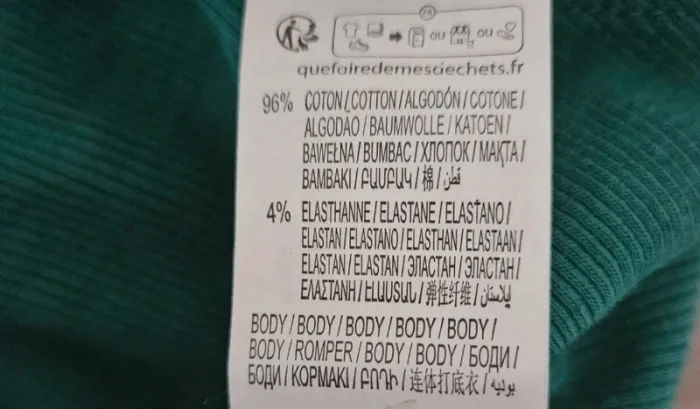 FR
OU OU
quefairedemesdechets.fr
96% COTON / COTTON / ALGODÓN / COTONE /
ALGODAO / BAUMWOLLE / KATOEN /
BAWEŁNA / BUMBAC / ХЛОПОК / МАҚТА /
ΒΑΜΒΑΚΙ / ԲԱՄԲԱԿ / 棉 / قطن
4% ELASTHANNE / ELASTANE / ELASTANO /
ELASTAN / ELASTANO / ELASTHAN / ELASTAAN /
ELASTAN / ELASTAN / ЭЛАСТАН / ЭЛАСТАН /
ΕΛΑΣΤΑΝΗ / ԷԼԱՍՏԱՆ / 弹性纤维 / إيلاستان
BODY / BODY / BODY / BODY / BODY /
BODY / ROMPER / BODY / BODY / БОДИ /
БОДИ / ΚΟΡΜΑΚΙ / ԲՈԴԻ / 连体打底衣 / بوديه